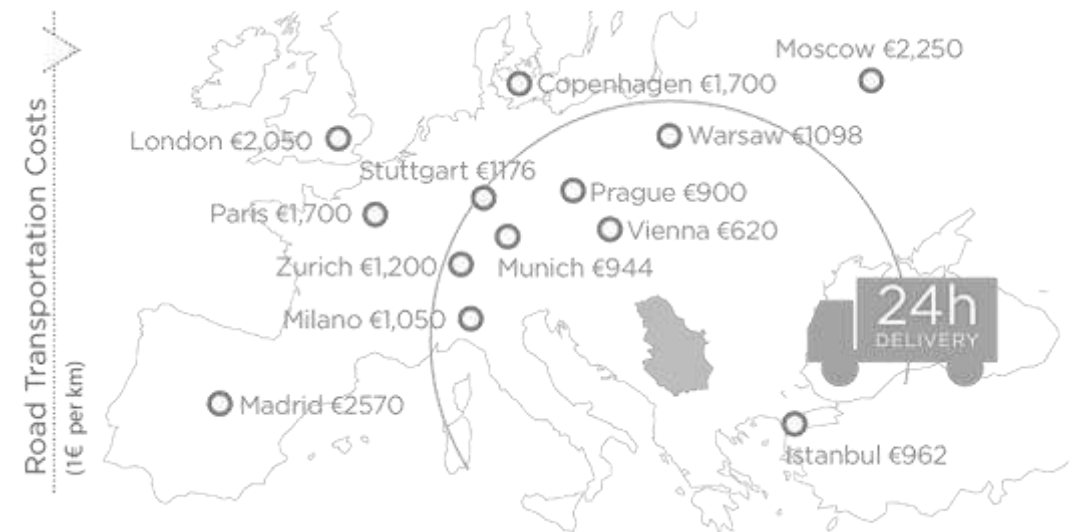 Road Transportation Costs
(1€ per km)
Moscow €2,250
Copenhagen €1,700
London €2,050
Warsaw €1098
Stuttgart €1176
Prague €900
Paris €1,700
Vienna €620
Zurich €1,200
Munich €944
Milano €1,050
24h
DELIVERY
Madrid €2570
Istanbul €962